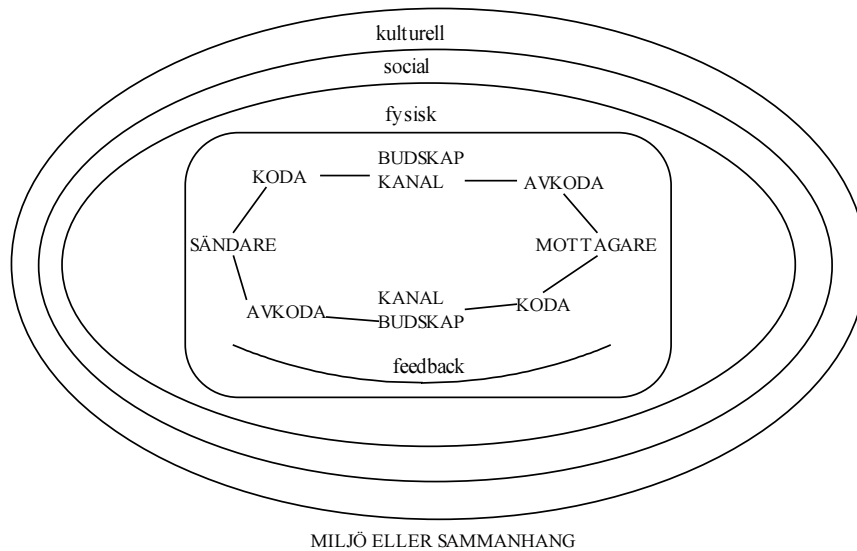 kulturell
social
fysisk
BUDSKAP
KODA KANAL AVKODA
SÄNDARE MOTTAGARE
KANAL KODA
AVKODA BUDSKAP
feedback
MILJÖ ELLER SAMMANHANG